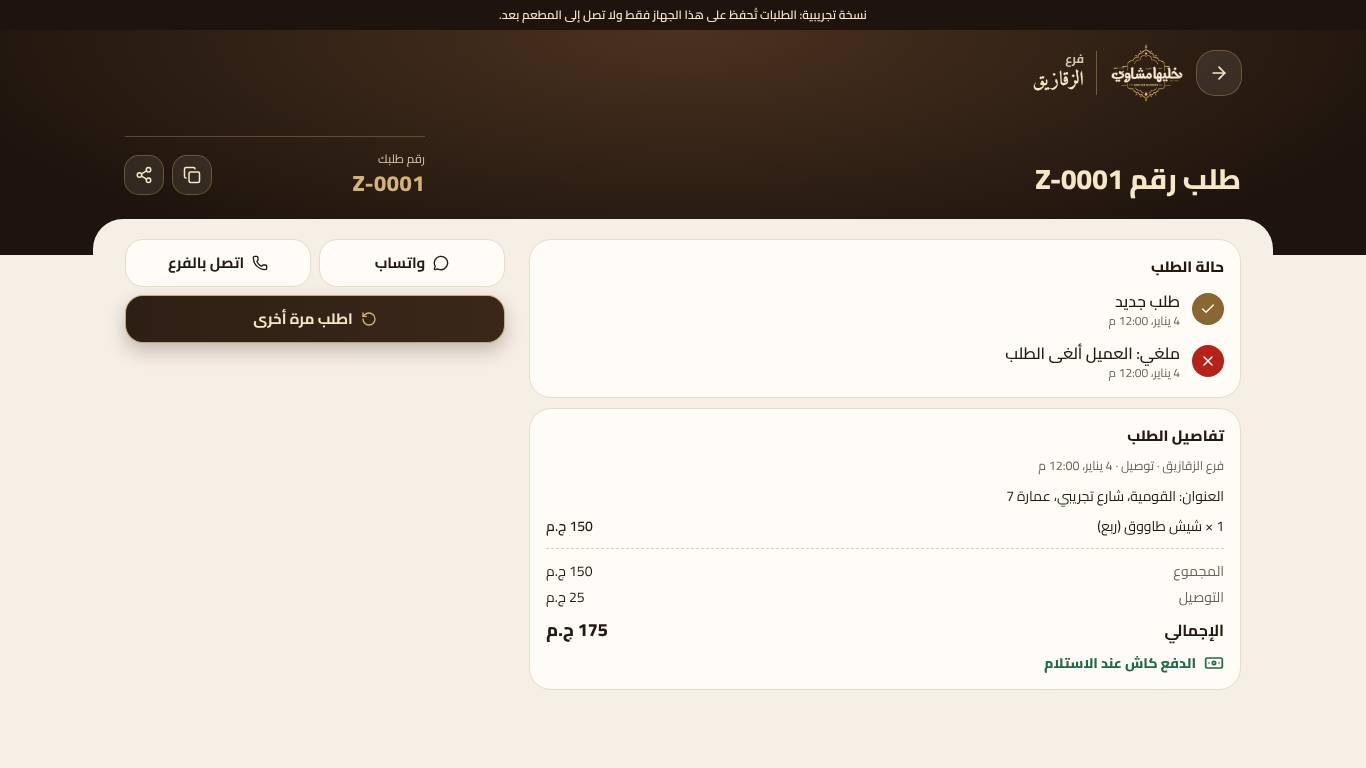 نسخة تجريبية: الطلبات تُحفظ على هذا الجهاز فقط ولا تصل إلى المطعم بعد.
خليها مشاوي
فرع
الزقازيق
طلب رقم Z-0001
رقم طلبك
Z-0001
حالة الطلب
طلب جديد
4 يناير، 12:00 م
ملغي: العميل ألغى الطلب
4 يناير، 12:00 م
واتساب
اتصل بالفرع
اطلب مرة أخرى
تفاصيل الطلب
فرع الزقازيق · توصيل · 4 يناير، 12:00 م
العنوان: القومية، شارع تجريبي، عمارة 7
1 × شيش طاووق (ربع) 150 ج.م
المجموع 150 ج.م
التوصيل 25 ج.م
الإجمالي 175 ج.م
الدفع كاش عند الاستلام